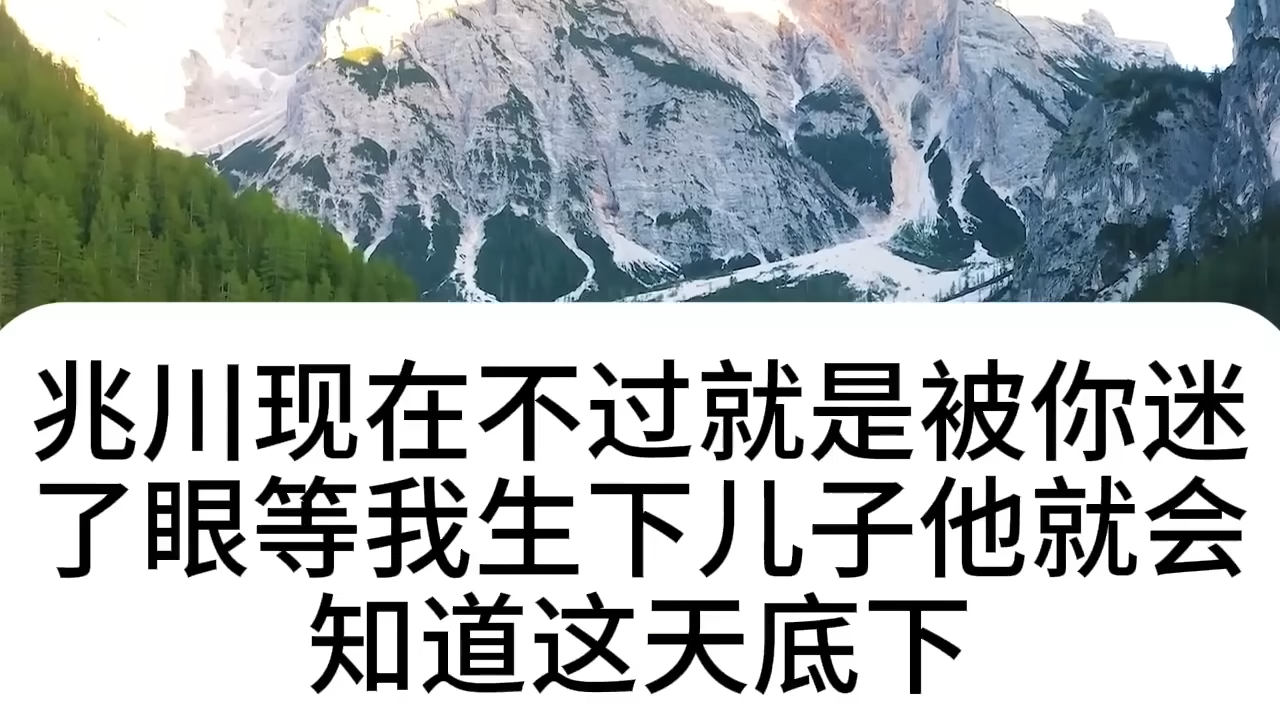 兆川现在不过就是被你迷
了眼等我生下儿子他就会
知道这天底下